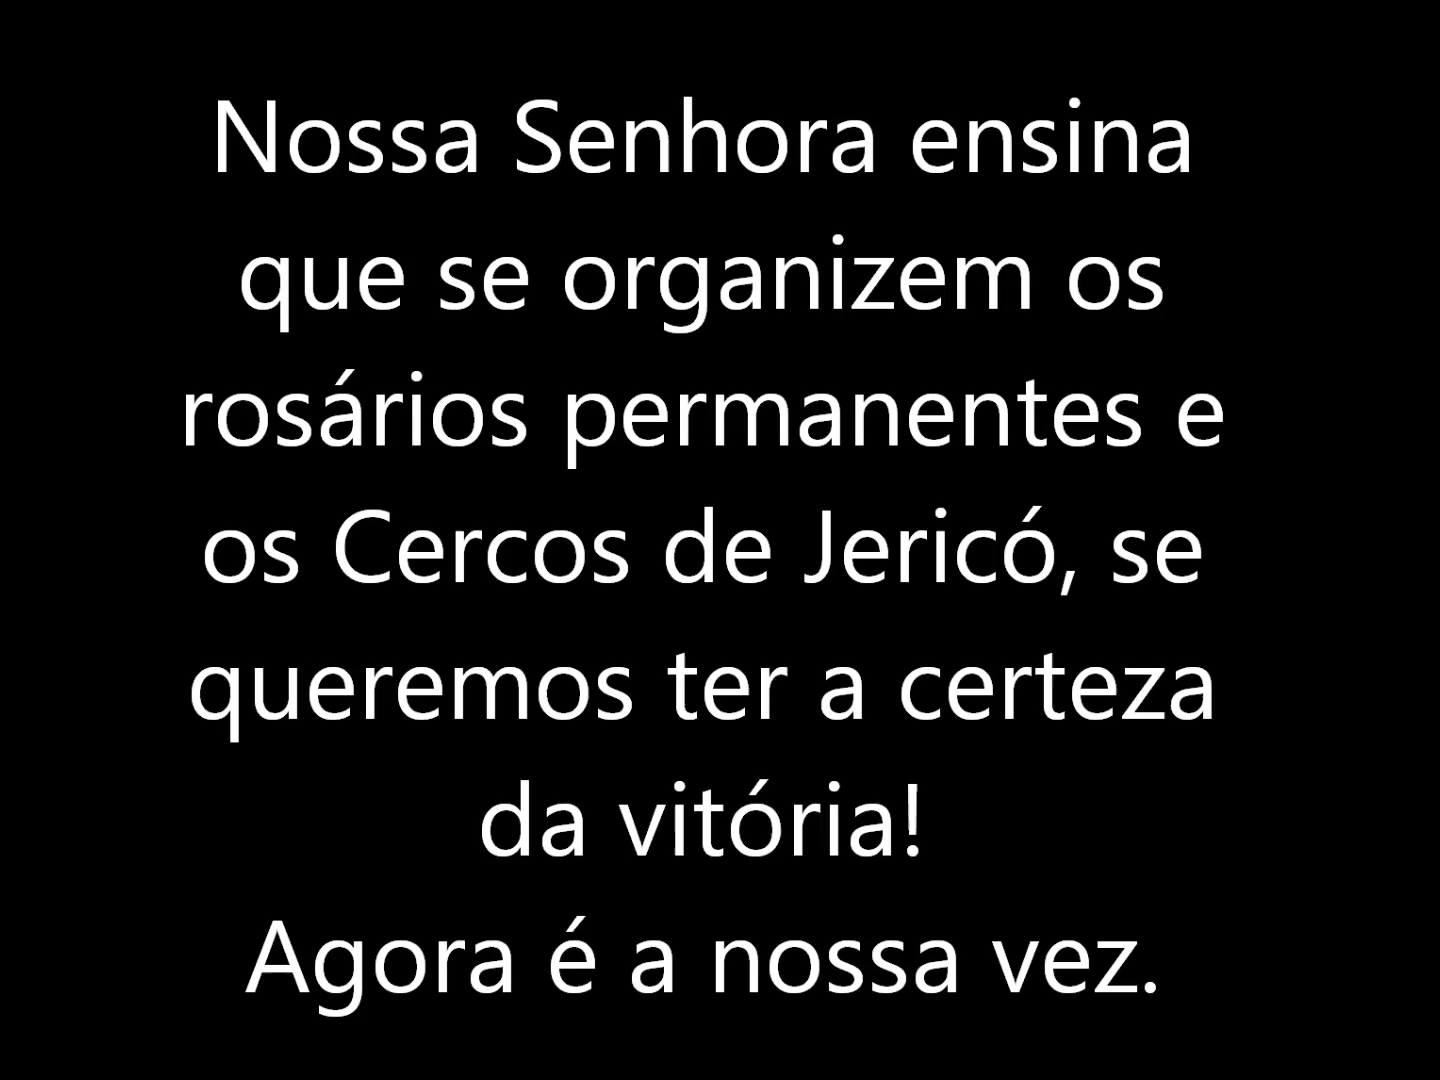 Nossa Senhora ensina
que se organizem os
rosários permanentes e
os Cercos de Jericó, se
queremos ter a certeza
da vitória!
Agora é a nossa vez.